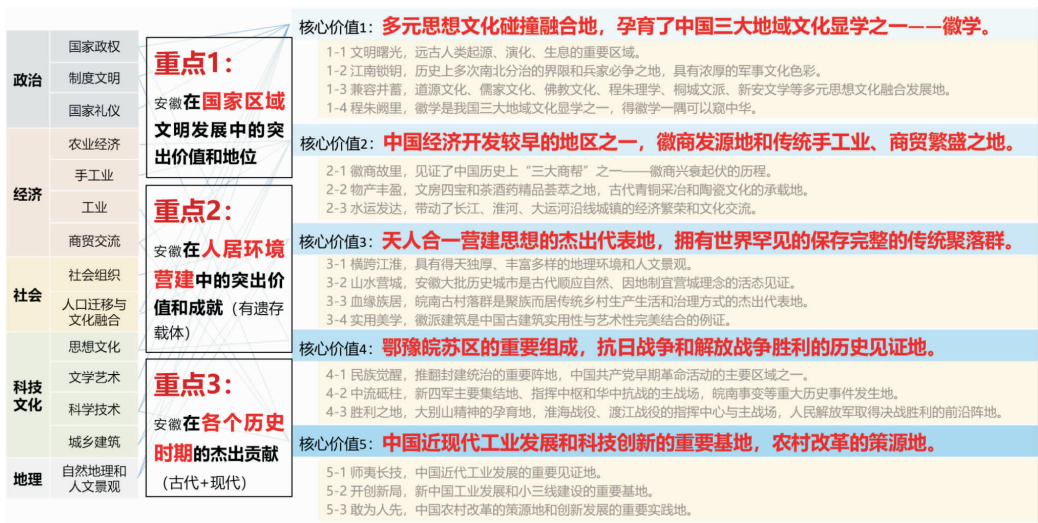 政治
国家政权
制度文明
国家礼仪
经济
农业经济
手工业
工业
商贸交流
社会
社会组织
人口迁移与
文化融合
科技
文化
思想文化
文学艺术
科学技术
城乡建筑
地理
自然地理和
人文景观
重点1：
安徽在国家区域
文明发展中的突
出价值和地位
重点2：
安徽在人居环境
营建中的突出价
值和成就（有遗存
载体）
重点3：
安徽在各个历史
时期的杰出贡献
（古代+现代）
核心价值1：多元思想文化碰撞融合地，孕育了中国三大地域文化显学之一——徽学。
1-1 文明曙光，远古人类起源、演化、生息的重要区域。
1-2 江南锁钥，历史上多次南北分治的界限和兵家必争之地，具有浓厚的军事文化色彩。
1-3 兼容并蓄，道源文化、儒家文化、佛教文化、程朱理学、桐城文派、新安文学等多元思想文化融合发展地。
1-4 程朱阙里，徽学是我国三大地域文化显学之一，得徽学一隅可以窥中华。
核心价值2：中国经济开发较早的地区之一，徽商发源地和传统手工业、商贸繁盛之地。
2-1 徽商故里，见证了中国历史上“三大商帮”之一——徽商兴衰起伏的历程。
2-2 物产丰盈，文房四宝和茶酒药精品荟萃之地，古代青铜采冶和陶瓷文化的承载地。
2-3 水运发达，带动了长江、淮河、大运河沿线城镇的经济繁荣和文化交流。
核心价值3：天人合一营建思想的杰出代表地，拥有世界罕见的保存完整的传统聚落群。
3-1 横跨江淮，具有得天独厚、丰富多样的地理环境和人文景观。
3-2 山水营城，安徽大批历史城市是古代顺应自然、因地制宜营城理念的活态见证。
3-3 血缘族居，皖南古村落群是聚族而居传统乡村生产生活和治理方式的杰出代表地。
3-4 实用美学，徽派建筑是中国古建筑实用性与艺术性完美结合的例证。
核心价值4：鄂豫皖苏区的重要组成，抗日战争和解放战争胜利的历史见证地。
4-1 民族觉醒，推翻封建统治的重要阵地，中国共产党早期革命活动的主要区域之一。
4-2 中流砥柱，新四军主要集结地、指挥中枢和华中抗战的主战场，皖南事变等重大历史事件发生地。
4-3 胜利之地，大别山精神的孕育地，淮海战役、渡江战役的指挥中心与主战场，人民解放军取得决战胜利的前沿阵地。
核心价值5：中国近现代工业发展和科技创新的重要基地，农村改革的策源地。
5-1 师夷长技，中国近代工业发展的重要见证地。
5-2 开创新局，新中国工业发展和小三线建设的重要基地。
5-3 敢为人先，中国农村改革的策源地和创新发展的重要实践地。